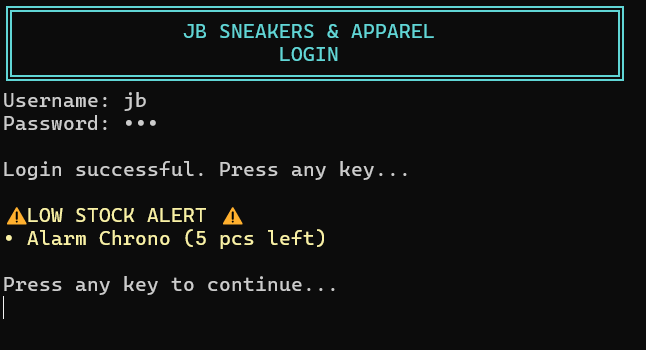 JB SNEAKERS & APPAREL
LOGIN
Username: jb
Password: •••
Login successful. Press any key...
⚠️LOW STOCK ALERT ⚠️
• Alarm Chrono (5 pcs left)
Press any key to continue...